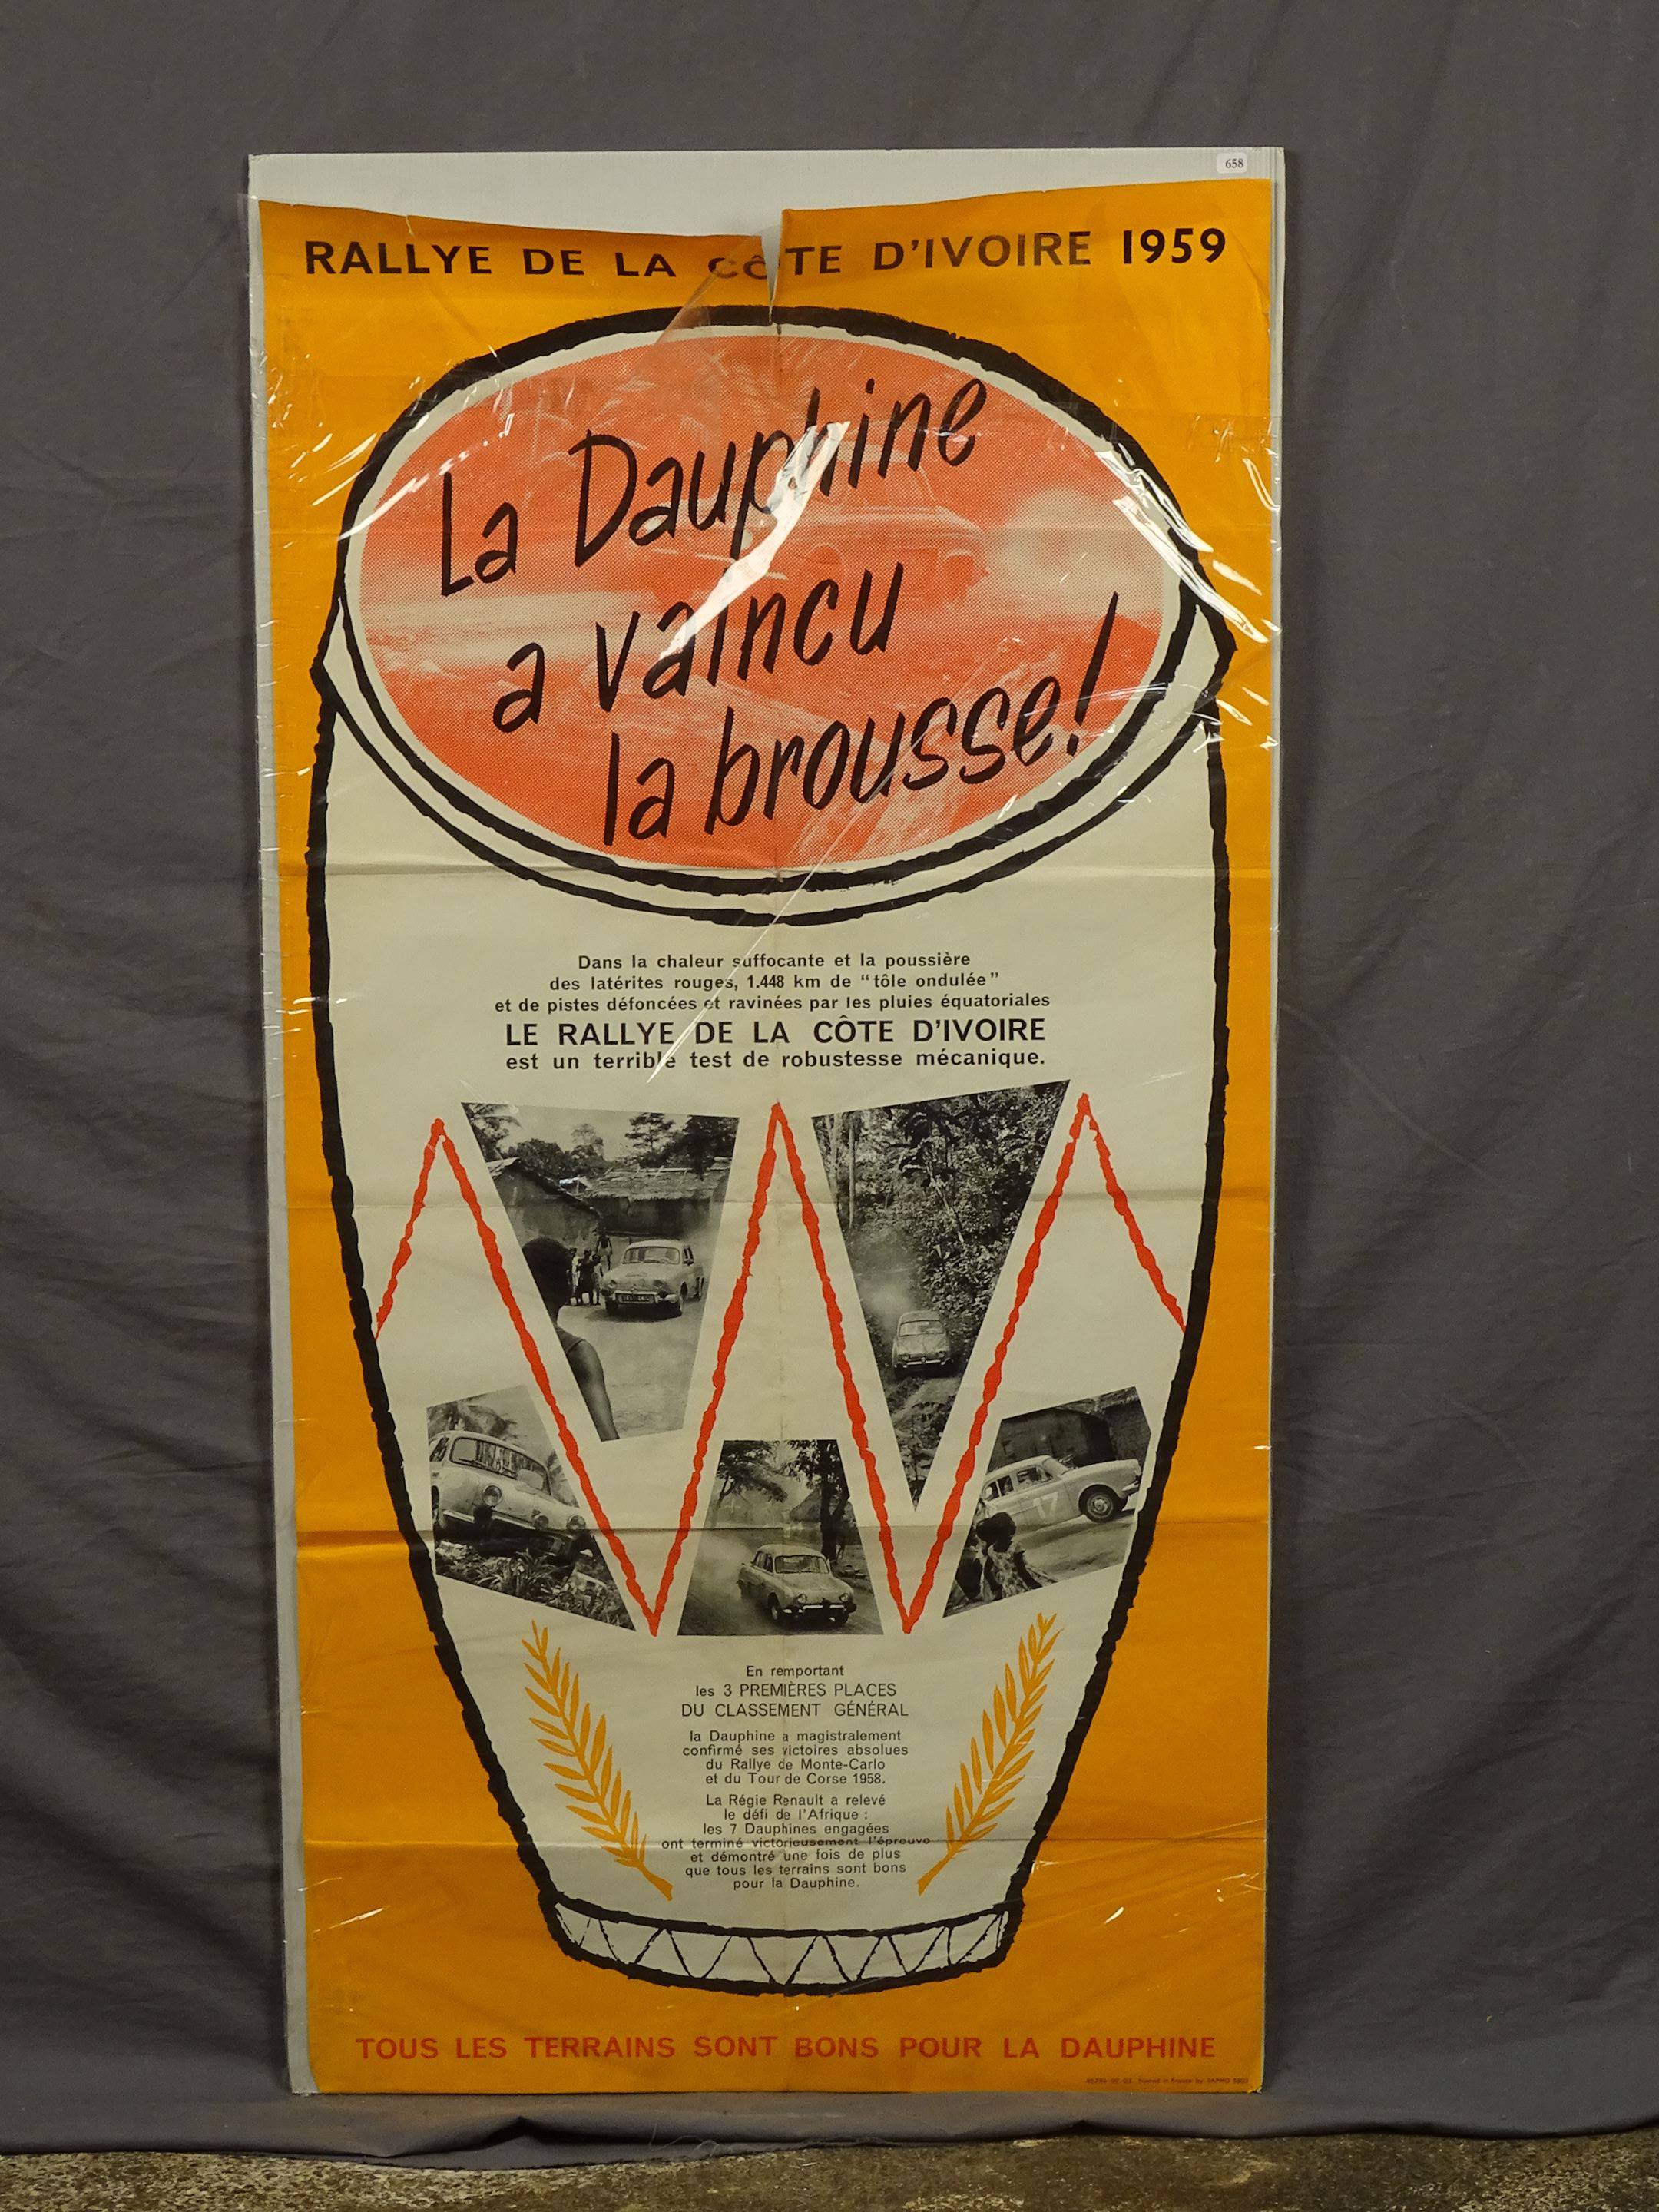 658
RALLYE DE LA CÔTE D'IVOIRE 1959
La Dauphine
a vaincu
la brousse!
Dans la chaleur suffocante et la poussière
des latérites rouges, 1.448 km de "tôle ondulée"
et de pistes défoncées et ravinées par les pluies équatoriales
LE RALLYE DE LA CÔTE D'IVOIRE
est un terrible test de robustesse mécanique.
17
En remportant
les 3 PREMIÈRES PLACES
DU CLASSEMENT GÉNÉRAL
la Dauphine a magistralement
confirmé ses victoires absolues
du Rallye de Monte-Carlo
et du Tour de Corse 1958.
La Régie Renault a relevé
le défi de l'Afrique :
les 7 Dauphines engagées
ont terminé victorieusement l'épreuve
et démontré une fois de plus
que tous les terrains sont bons
pour la Dauphine.
TOUS LES TERRAINS SONT BONS POUR LA DAUPHINE
Printed in France by